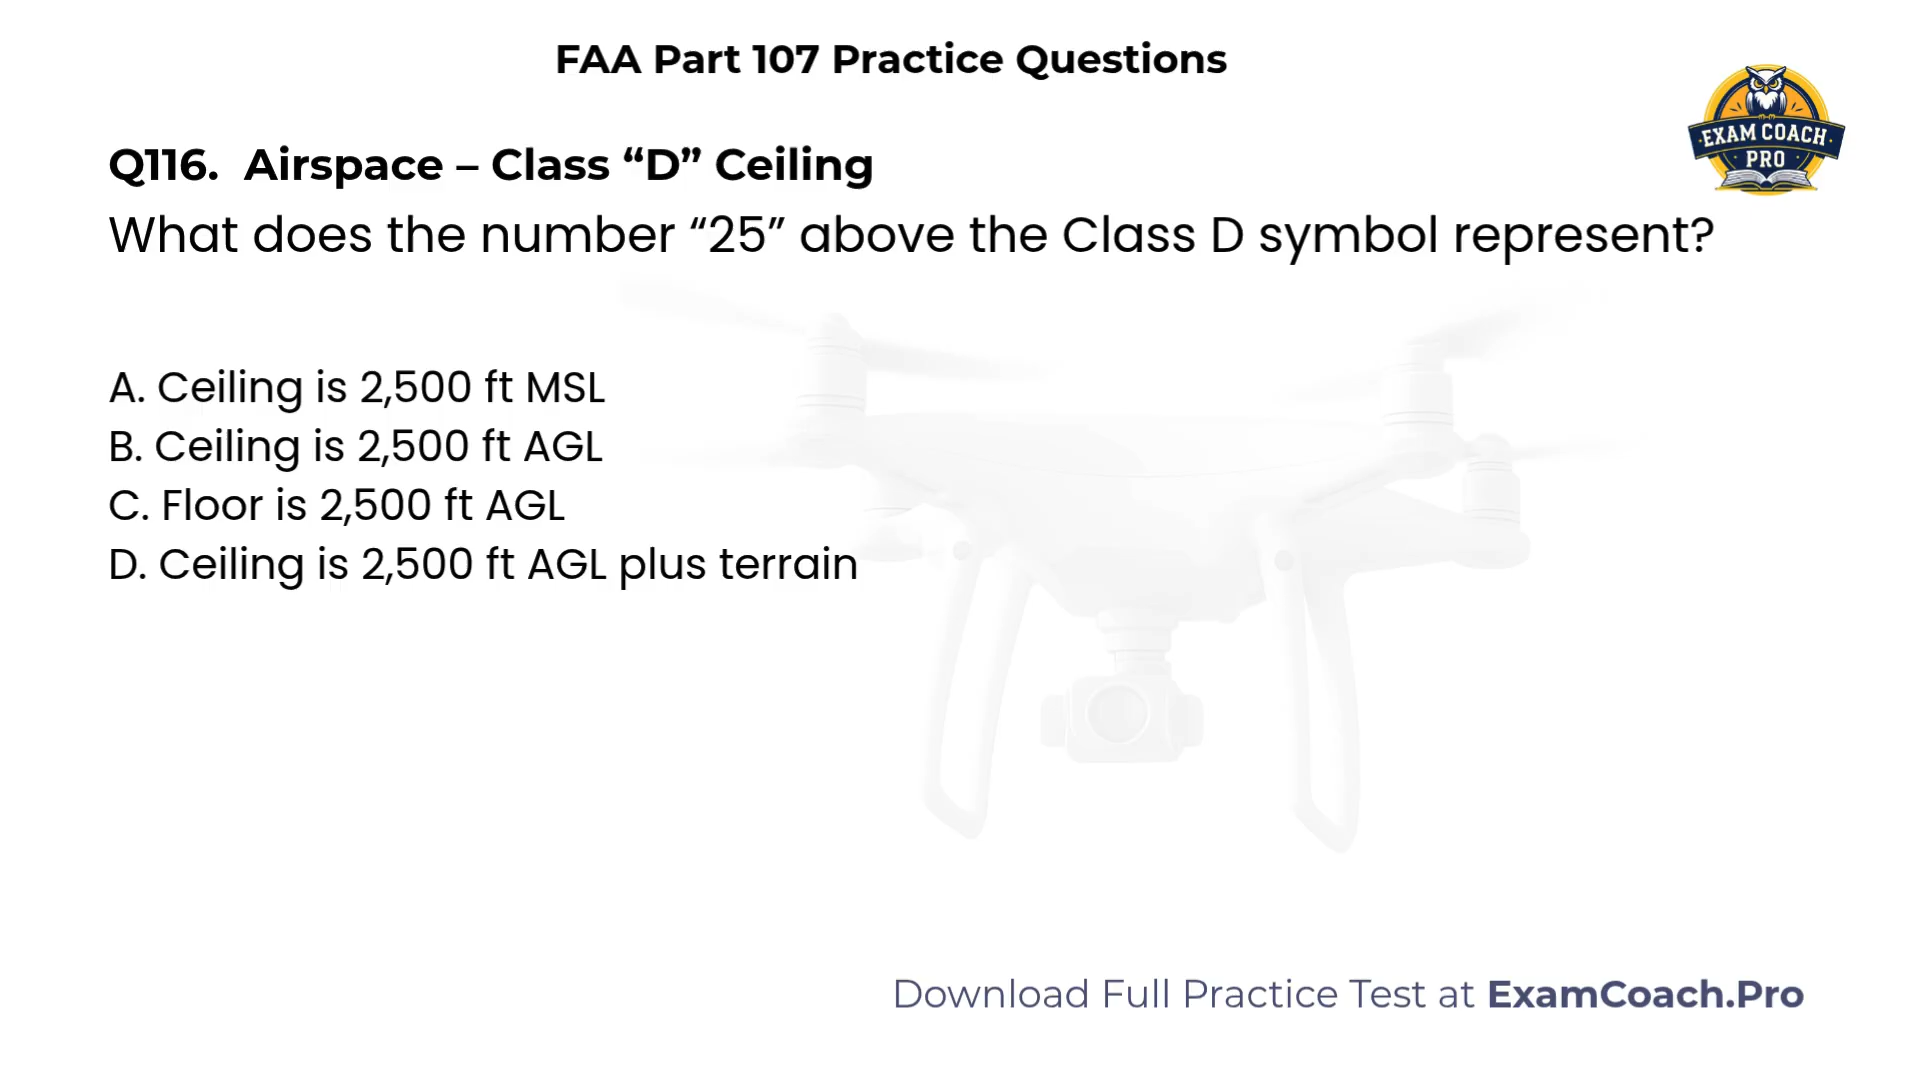 FAA Part 107 Practice Questions
EXAM COACH
PRO
Q116. Airspace – Class “D” Ceiling
What does the number “25” above the Class D symbol represent?
A. Ceiling is 2,500 ft MSL
B. Ceiling is 2,500 ft AGL
C. Floor is 2,500 ft AGL
D. Ceiling is 2,500 ft AGL plus terrain
Download Full Practice Test at ExamCoach.Pro